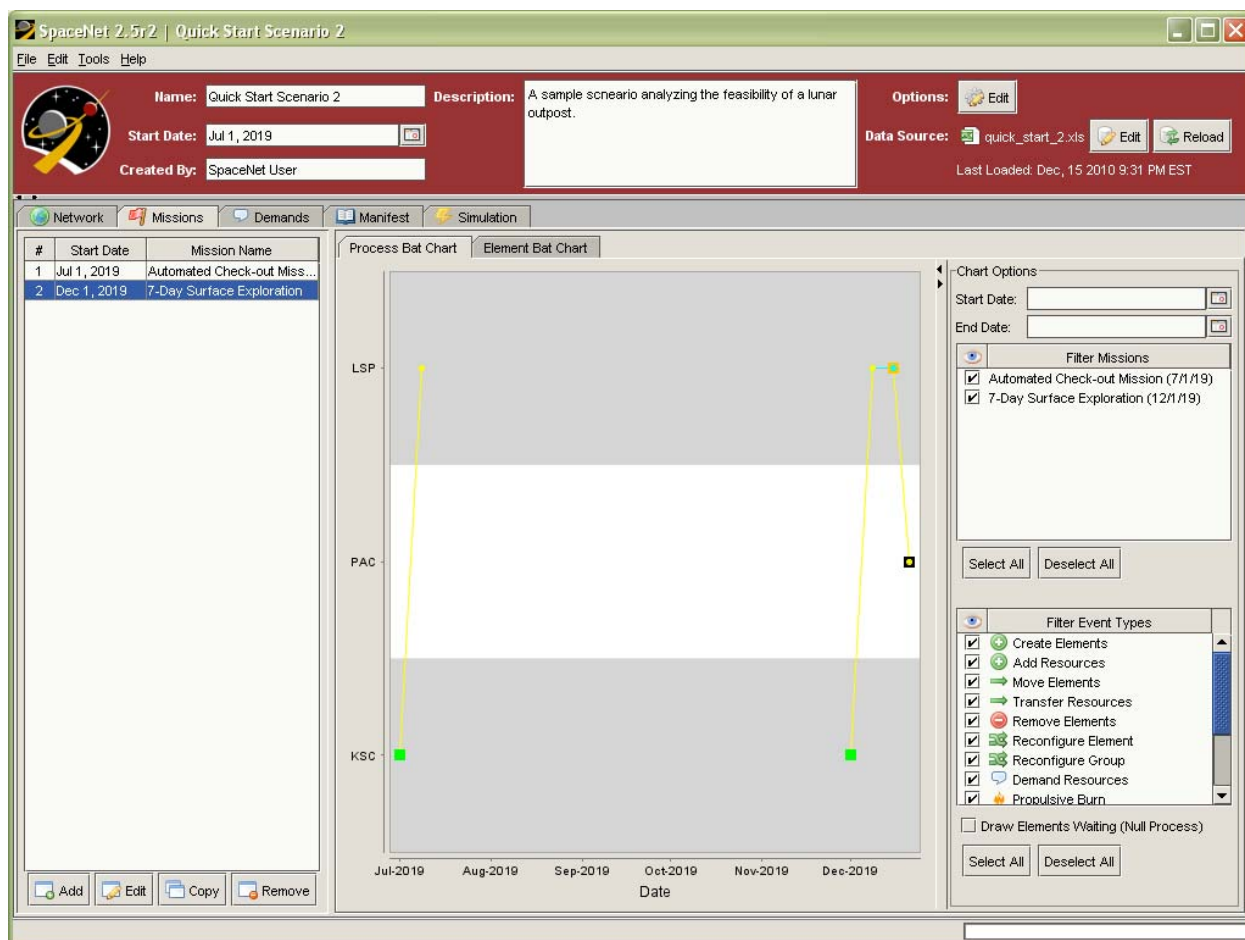 SpaceNet 2.5r2 | Quick Start Scenario 2
File Edit Tools Help
Name: Quick Start Scenario 2
Start Date: Jul 1, 2019
Created By: SpaceNet User
Description: A sample scneario analyzing the feasibility of a lunar
outpost.
Options: Edit
Data Source: quick_start_2.xls Edit Reload
Last Loaded: Dec, 15 2010 9:31 PM EST
Network Missions Demands Manifest Simulation
# Start Date Mission Name
1 Jul 1, 2019 Automated Check-out Miss...
2 Dec 1, 2019 7-Day Surface Exploration
Add Edit Copy Remove
Process Bat Chart Element Bat Chart
LSP
PAC
KSC
Jul-2019 Aug-2019 Sep-2019 Oct-2019 Nov-2019 Dec-2019
Date
Chart Options
Start Date:
End Date:
Filter Missions
Automated Check-out Mission (7/1/19)
7-Day Surface Exploration (12/1/19)
Select All Deselect All
Filter Event Types
Create Elements
Add Resources
Move Elements
Transfer Resources
Remove Elements
Reconfigure Element
Reconfigure Group
Demand Resources
Propulsive Burn
Draw Elements Waiting (Null Process)
Select All Deselect All